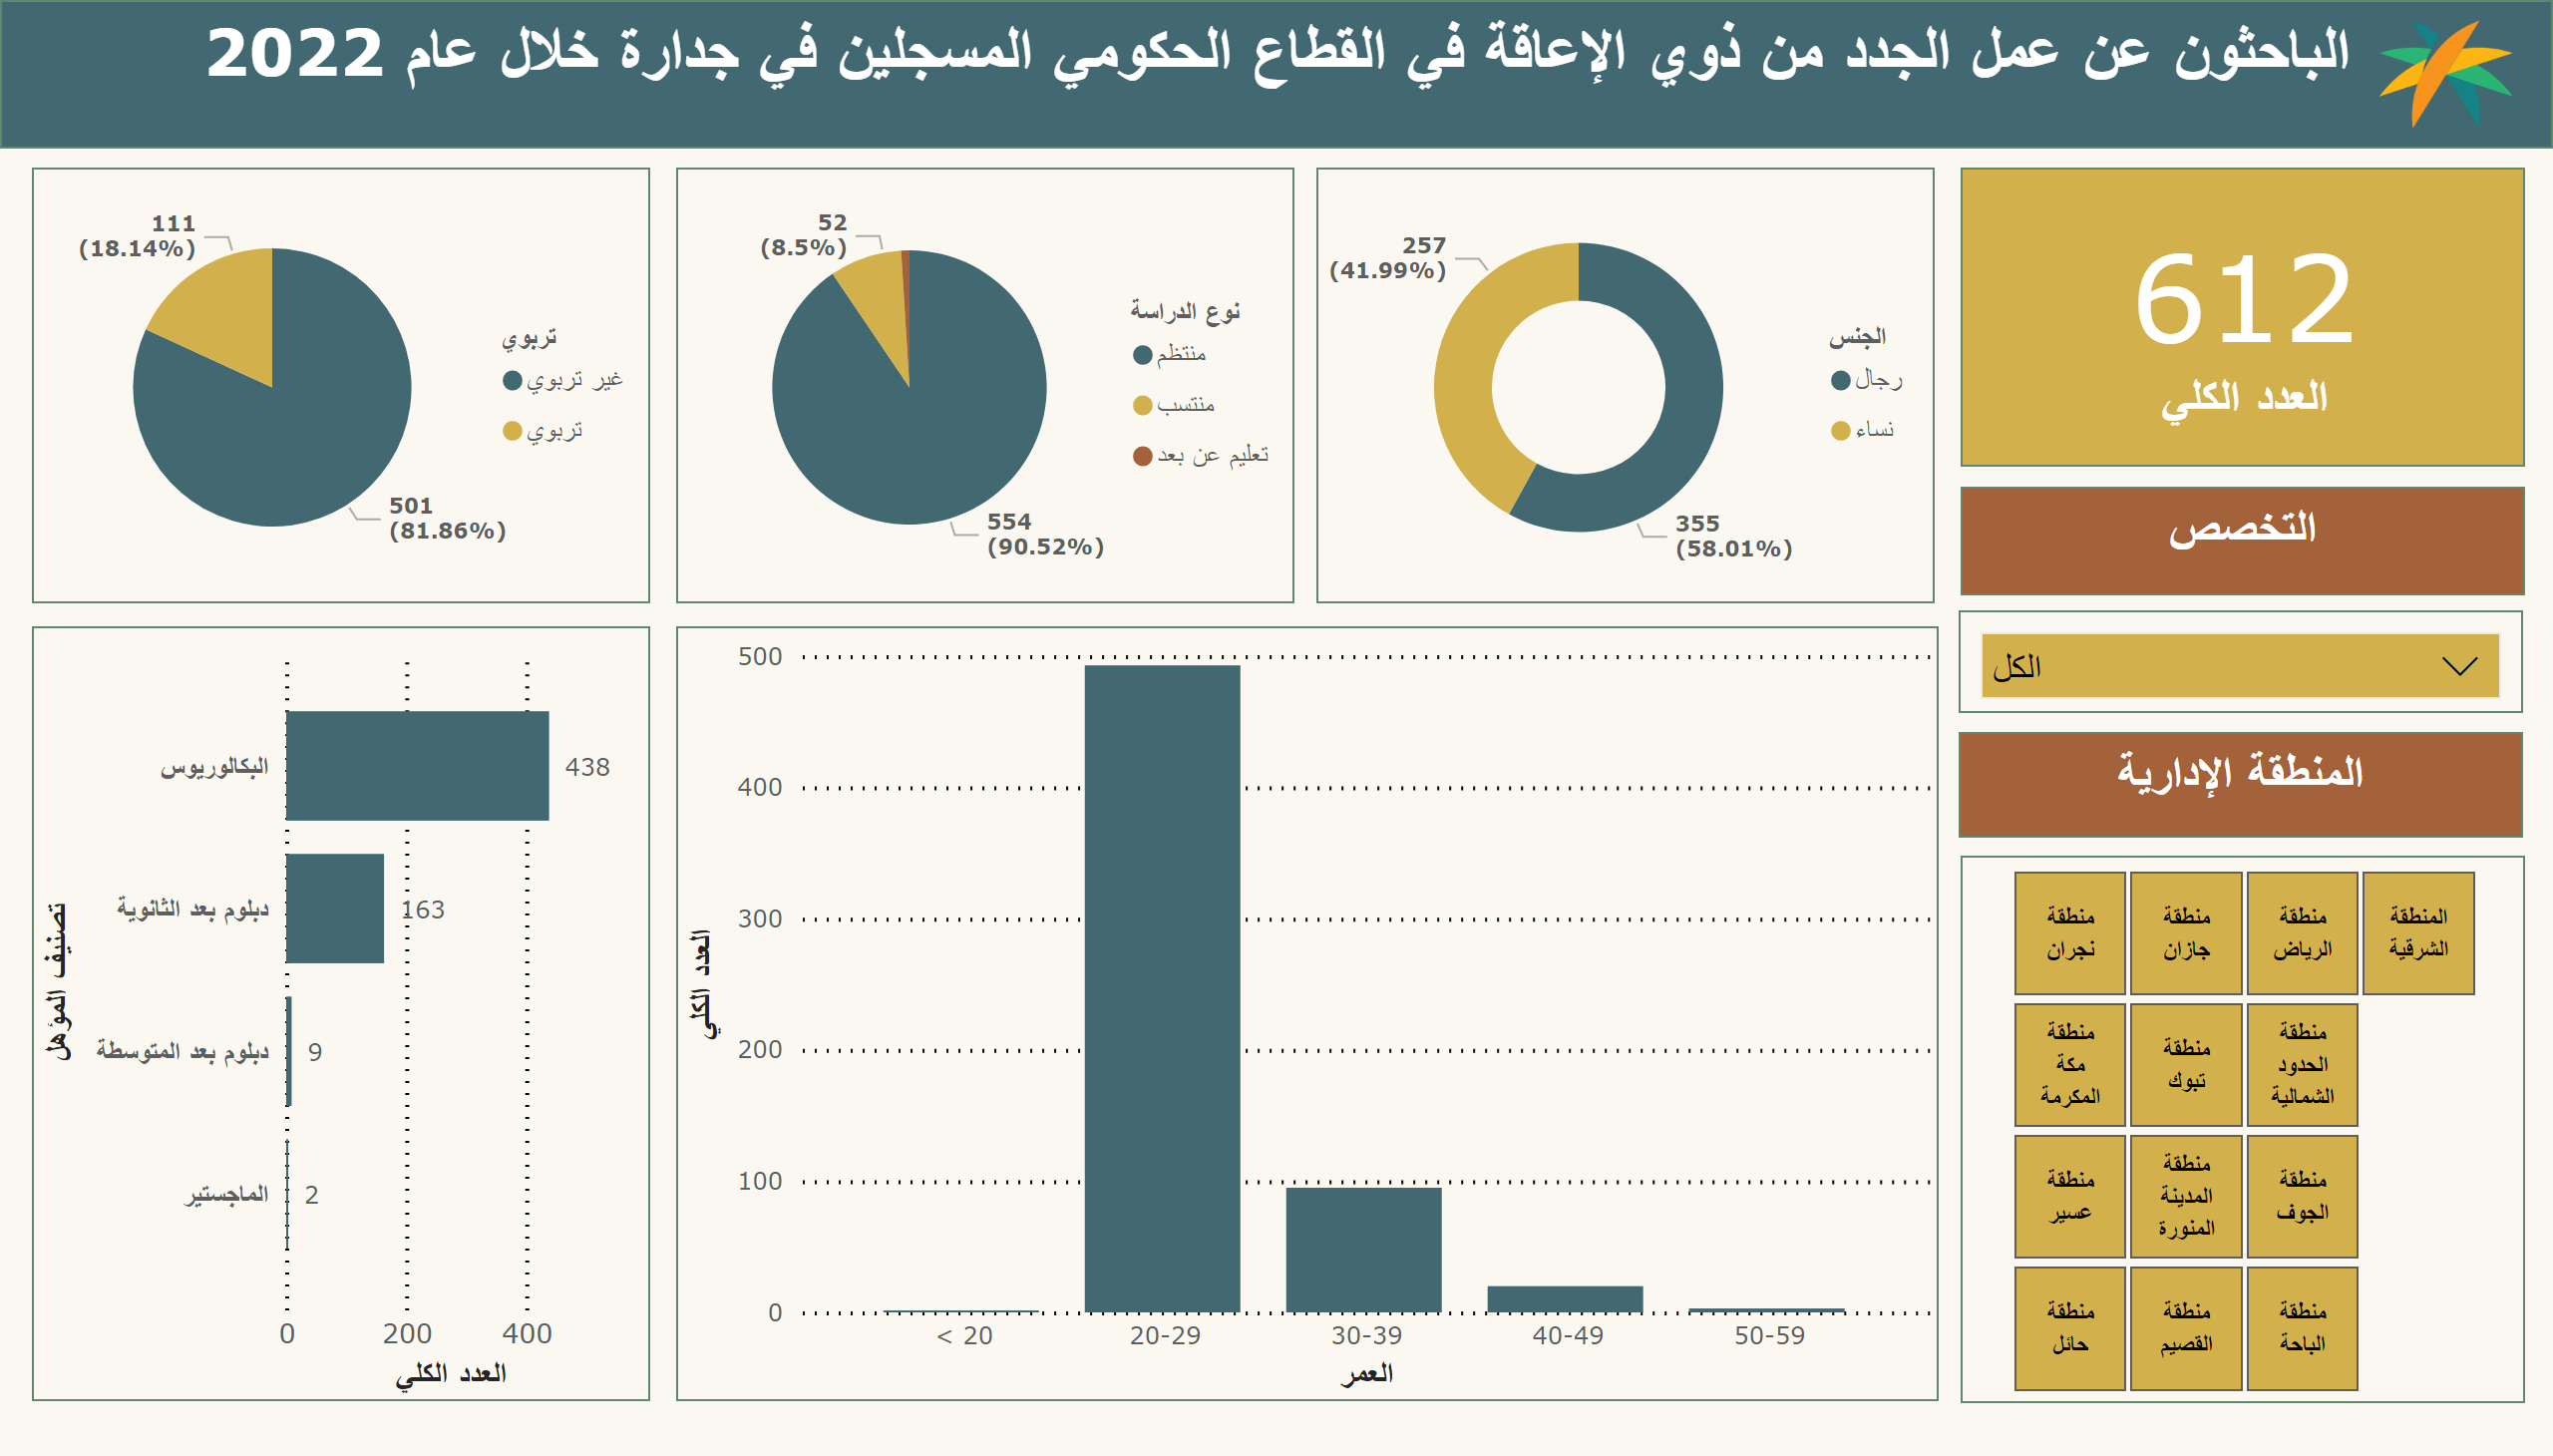 الباحثون عن عمل الجدد من ذوي الإعاقة في القطاع الحكومي المسجلين في جدارة خلال عام 2022
612
العدد الكلي
التخصص
الكل
المنطقة الإدارية
المنطقة
الشرقية
منطقة
الرياض
منطقة
جازان
منطقة
نجران
منطقة
الحدود
الشمالية
منطقة
تبوك
منطقة
مكة
المكرمة
منطقة
الجوف
منطقة
المدينة
المنورة
منطقة
عسير
منطقة
الباحة
منطقة
القصيم
منطقة
حائل
الجنس
رجال
نساء
257
(41.99%)
355
(58.01%)
نوع الدراسة
منتظم
منتسب
تعليم عن بعد
52
(8.5%)
554
(90.52%)
تربوي
غير تربوي
تربوي
111
(18.14%)
501
(81.86%)
العدد الكلي
500
400
300
200
100
0
< 20
20-29
30-39
40-49
50-59
العمر
تصنيف المؤهل
البكالوريوس
438
دبلوم بعد الثانوية
163
دبلوم بعد المتوسطة
9
الماجستير
2
0
200
400
العدد الكلي